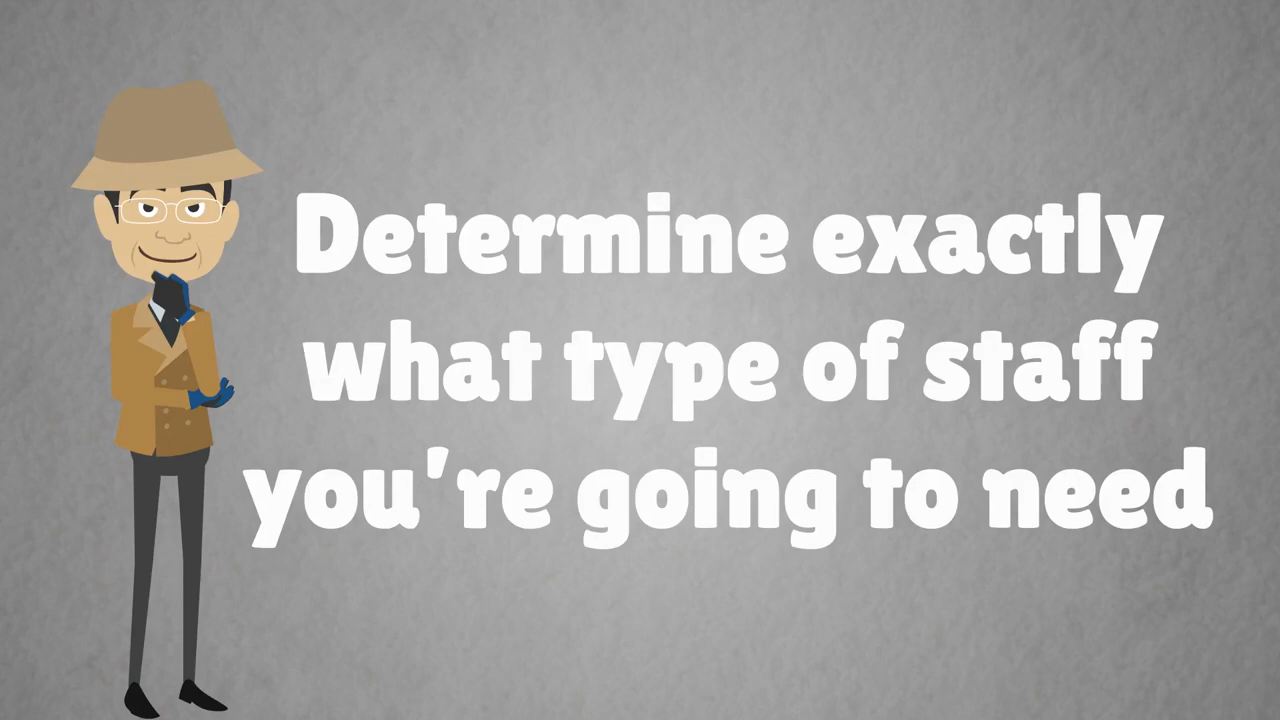 Determine exactly
what type of staff
you're going to need